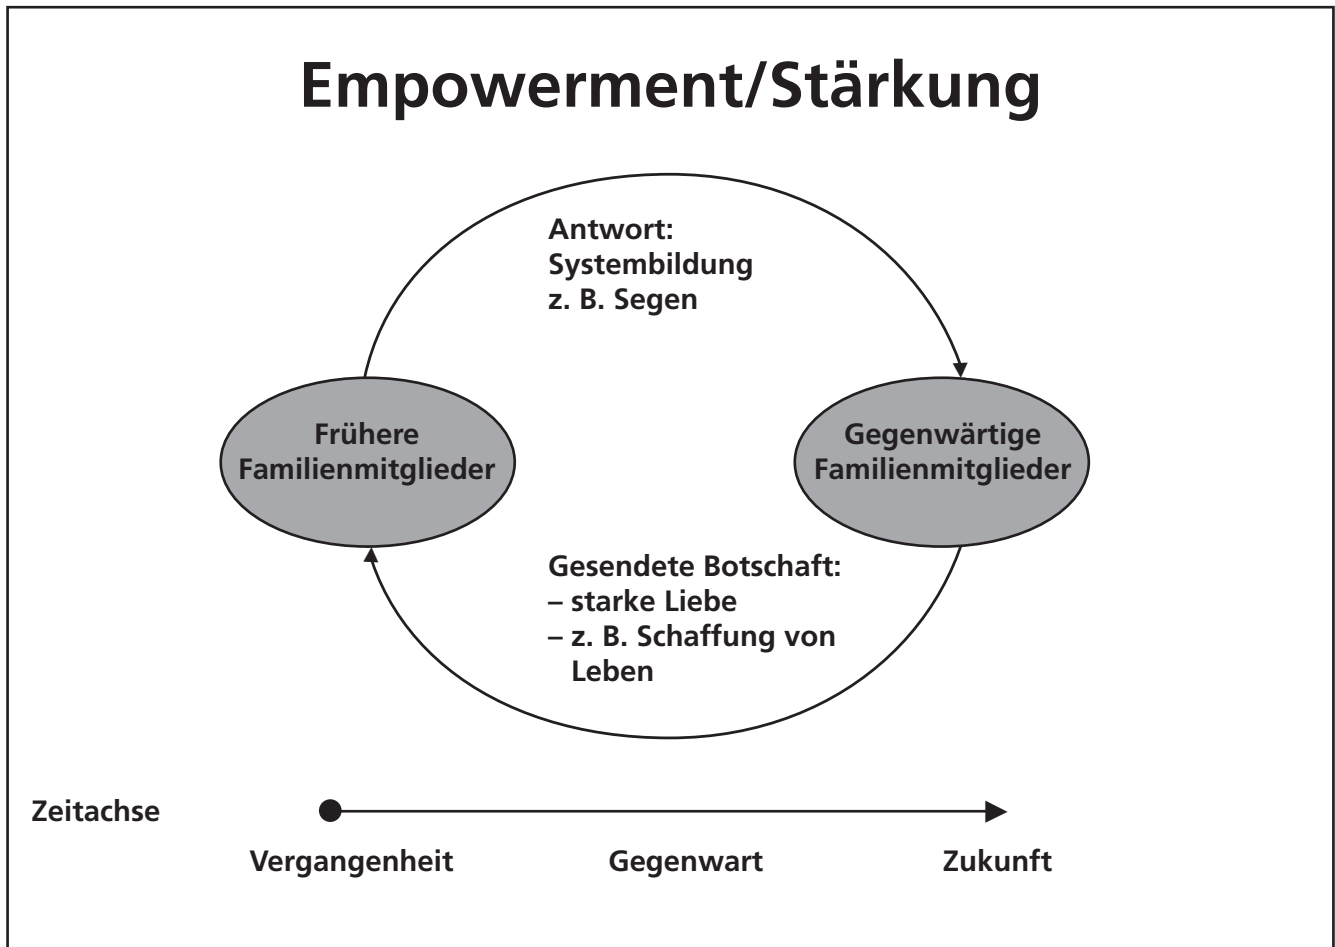 Empowerment/Stärkung
Antwort:
Systembildung
z. B. Segen
Frühere
Familienmitglieder
Gegenwärtige
Familienmitglieder
Gesendete Botschaft:
– starke Liebe
– z. B. Schaffung von
Leben
Zeitachse
Vergangenheit
Gegenwart
Zukunft